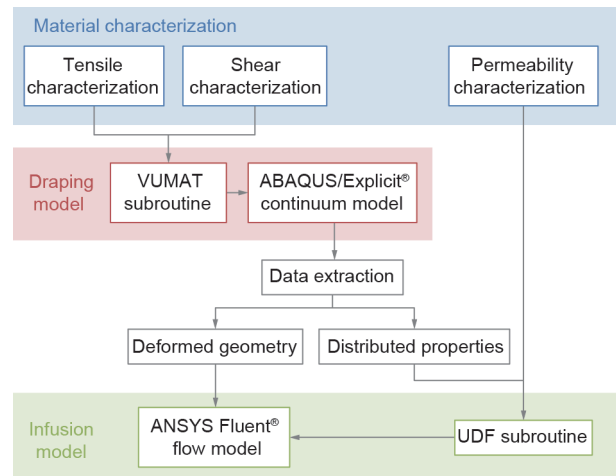 Material characterization
Tensile
characterization
Shear
characterization
Permeability
characterization
Draping
model
VUMAT
subroutine
ABAQUS/Explicit®
continuum model
Data extraction
Deformed geometry
Distributed properties
Infusion
model
ANSYS Fluent®
flow model
UDF subroutine